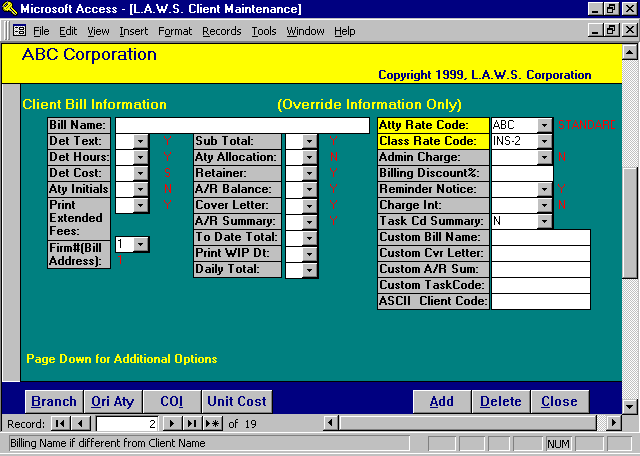 Microsoft Access - [L.A.W.S. Client Maintenance]
File Edit View Insert Format Records Tools Window Help
ABC Corporation
Copyright 1999, L.A.W.S. Corporation
Client Bill Information (Override Information Only)
Bill Name: Atty Rate Code: ABC STANDARD
Det Text: Sub Total: Class Rate Code: INS-2
Det Hours: Aty Allocation: Admin Charge:
Det Cost: Retainer: Billing Discount%:
Aty Initials A/R Balance: Reminder Notice:
Print Extended Fees: Cover Letter: Charge Int:
A/R Summary: Task Cd Summary: N
Firm#(Bill Address): 1 To Date Total: Custom Bill Name:
1 Print WIP Dt: Custom Cvr Letter:
Daily Total: Custom A/R Sum:
Custom TaskCode:
ASCII Client Code:
Page Down for Additional Options
Branch Ori Aty COI Unit Cost Add Delete Close
Record: 2 of 19
Billing Name if different from Client Name NUM